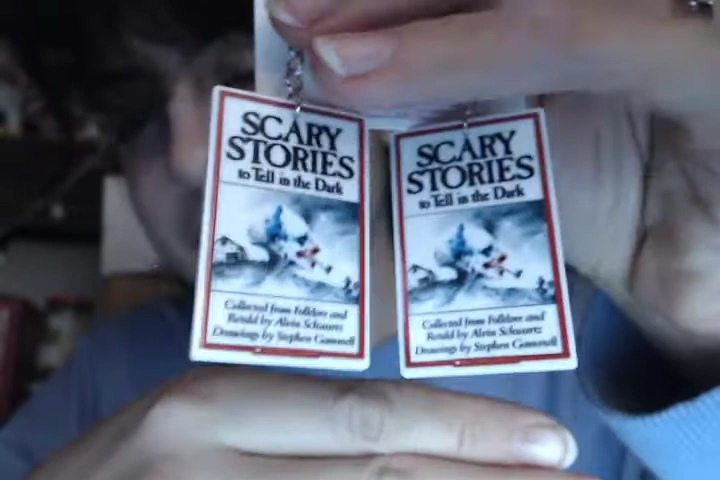 SCARY
STORIES
to Tell in the Dark
Collected from Folklore and
Retold by Alvin Schwartz
Drawings by Stephen Gammell
SCARY
STORIES
to Tell in the Dark
Collected from Folklore and
Retold by Alvin Schwartz
Drawings by Stephen Gammell